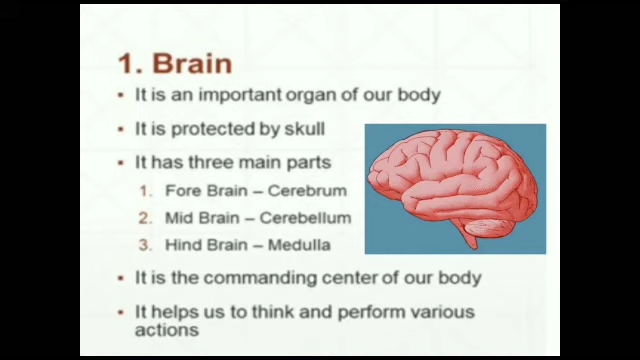 1. Brain
▪ It is an important organ of our body
▪ It is protected by skull
▪ It has three main parts
1. Fore Brain – Cerebrum
2. Mid Brain – Cerebellum
3. Hind Brain – Medulla
▪ It is the commanding center of our body
▪ It helps us to think and perform various
actions